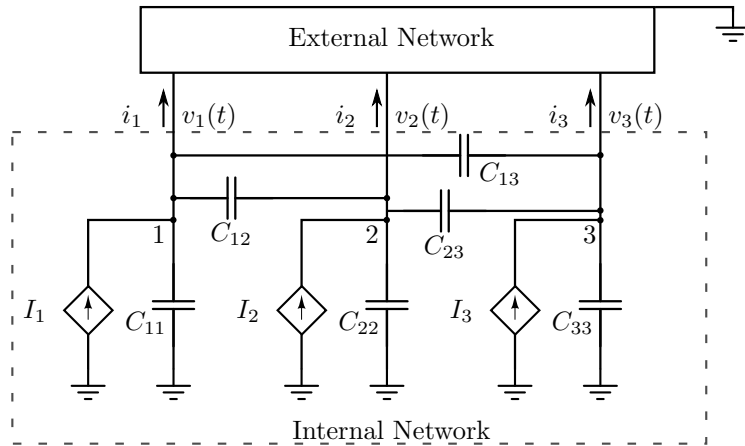 External Network
i₁ v₁(t) i₂ v₂(t) i₃ v₃(t)
C₁₃
C₁₂ C₂₃
1 2 3
I₁ C₁₁ I₂ C₂₂ I₃ C₃₃
Internal Network